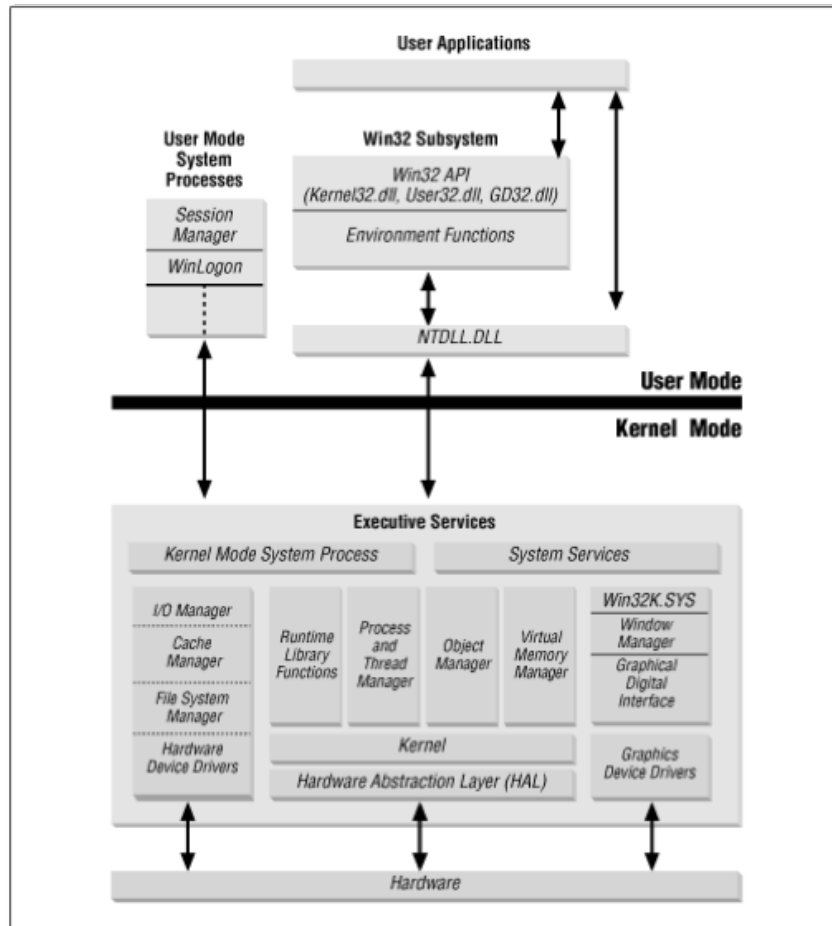 User Applications
User Mode
System
Processes
Session
Manager
WinLogon
Win32 Subsystem
Win32 API
(Kernel32.dll, User32.dll, GD32.dll)
Environment Functions
NTDLL.DLL
User Mode
Kernel Mode
Executive Services
Kernel Mode System Process
System Services
I/O Manager
Cache
Manager
File System
Manager
Hardware
Device Drivers
Runtime
Library
Functions
Process
and
Thread
Manager
Object
Manager
Virtual
Memory
Manager
Win32K.SYS
Window
Manager
Graphical
Digital
Interface
Kernel
Hardware Abstraction Layer (HAL)
Graphics
Device Drivers
Hardware